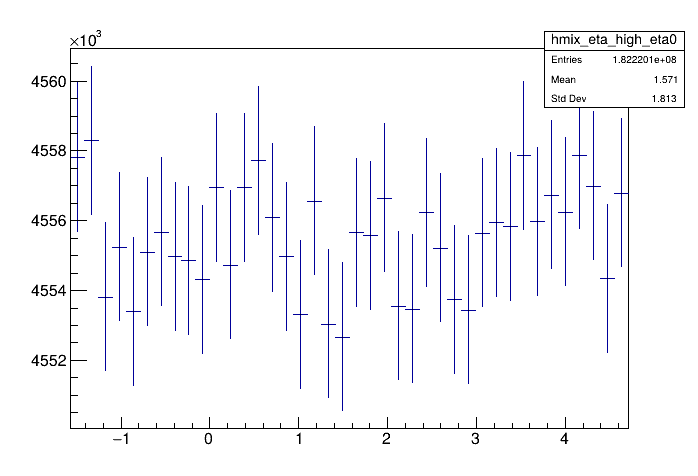 ×10³
hmix_eta_high_eta0
Entries 1.822201e+08
Mean 1.571
Std Dev 1.813
4560
4558
4556
4554
4552
−1 0 1 2 3 4